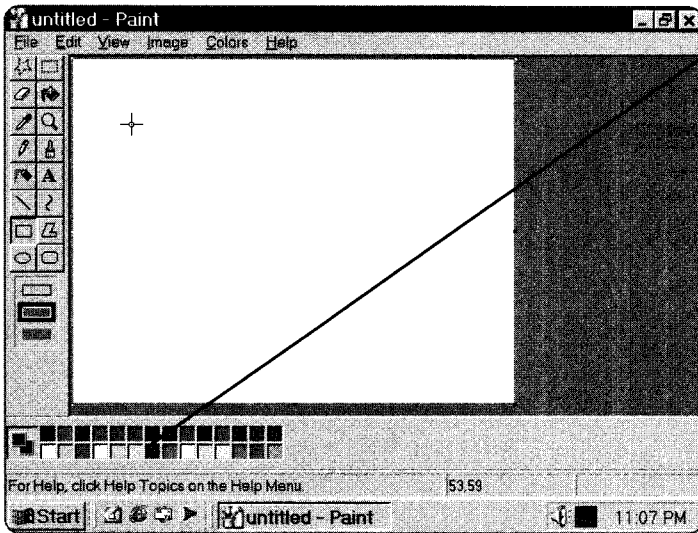 untitled - Paint
File Edit View Image Colors Help
A
For Help, click Help Topics on the Help Menu. 53,59
Start untitled - Paint 11:07 PM